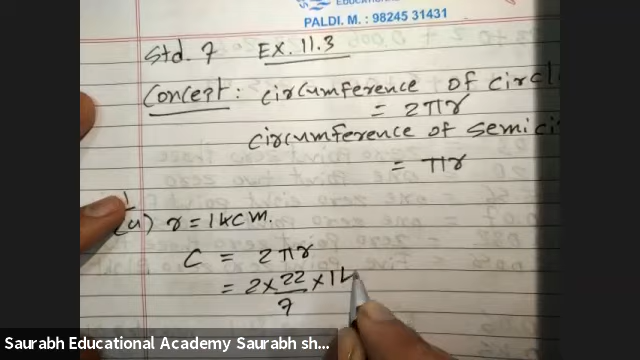 PALDI. M. : 98245 31431
Std. 7 Ex. 11.3
Concept : circumference of circl
= 2πr
circumference of semici
= πr
1
(a) r = 14 cm.
C = 2πr
= 2 × 22/7 × 14
Saurabh Educational Academy Saurabh sh...